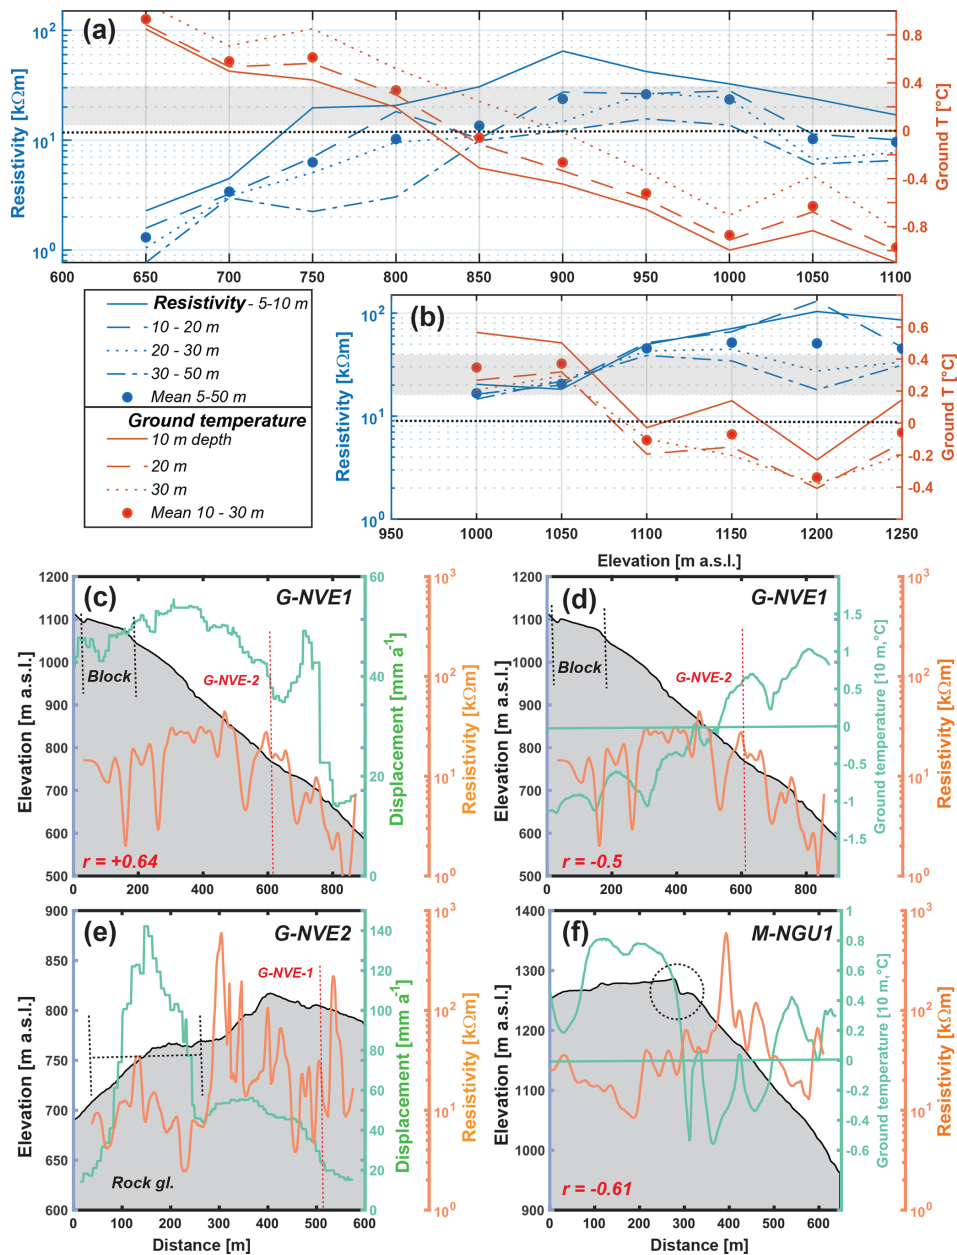 (a)
Resistivity [kΩm]
10²
10¹
10⁰
0.8
0.4
0
-0.4
-0.8
Ground T [°C]
600 650 700 750 800 850 900 950 1000 1050 1100
Resistivity - 5-10 m
10 - 20 m
20 - 30 m
30 - 50 m
Mean 5-50 m
Ground temperature
10 m depth
20 m
30 m
Mean 10 - 30 m
(b)
Resistivity [kΩm]
10²
10¹
10⁰
0.6
0.4
0.2
0
-0.2
-0.4
Ground T [°C]
950 1000 1050 1100 1150 1200 1250
Elevation [m a.s.l.]
(c)
G-NVE1
Elevation [m a.s.l.]
1200
1100
1000
900
800
700
600
500
Block
G-NVE-2
r = +0.64
0 200 400 600 800
60
40
20
0
Displacement [mm a⁻¹]
10³
10²
10¹
10⁰
Resistivity [kΩm]
(d)
G-NVE1
Elevation [m a.s.l.]
1200
1100
1000
900
800
700
600
500
Block
G-NVE-2
r = -0.5
0 200 400 600 800
1.5
1
0.5
0
-0.5
-1
-1.5
Ground temperature [10 m,°C]
10³
10²
10¹
10⁰
Resistivity [kΩm]
(e)
G-NVE2
Elevation [m a.s.l.]
900
850
800
750
700
650
600
G-NVE-1
Rock gl.
0 100 200 300 400 500 600
Distance [m]
140
120
100
80
60
40
20
0
Displacement [mm a⁻¹]
10³
10²
10¹
10⁰
Resistivity [kΩm]
(f)
M-NGU1
Elevation [m a.s.l.]
1400
1300
1200
1100
1000
900
r = -0.61
0 100 200 300 400 500 600
Distance [m]
1
0.8
0.4
0.4
0
-0.2
-0.6
Ground temperature [10 m,°C]
10³
10²
10¹
10⁰
Resistivity [kΩm]